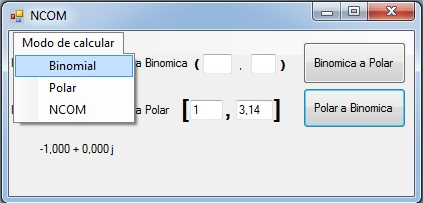 NCOM
Modo de calcular
Binomial
Polar
NCOM
a Binomica ( , )
Binomica a Polar
a Polar [ 1 , 3,14 ]
Polar a Binomica
-1,000 + 0,000 j